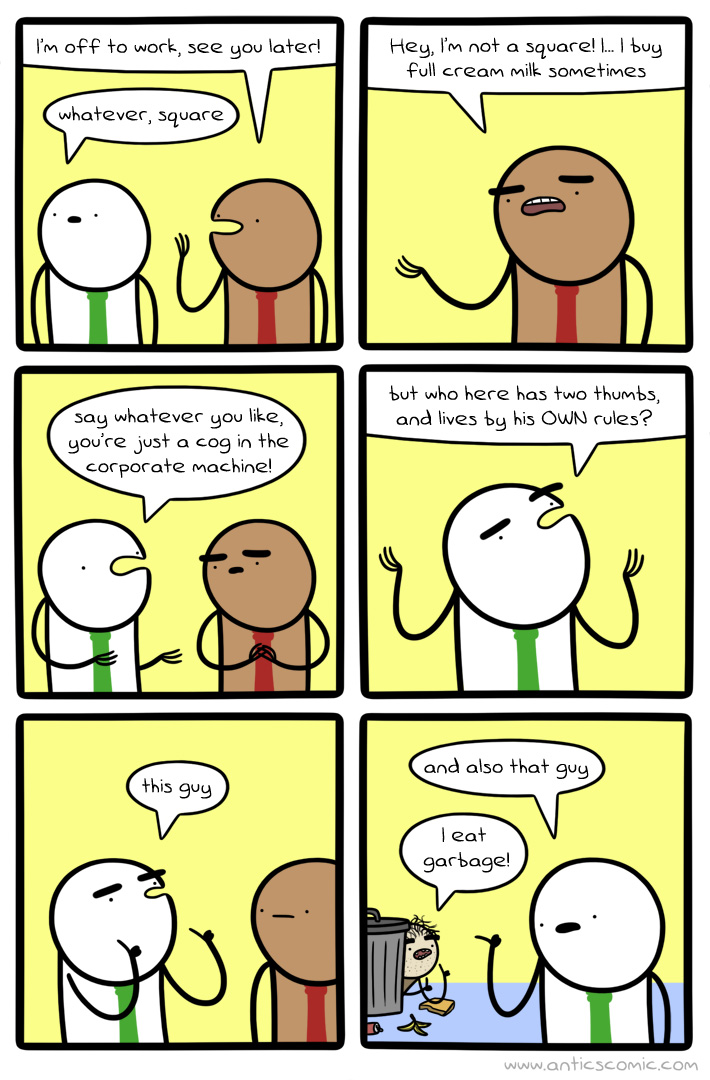 I'm off to work, see you later!
whatever, square
Hey, I'm not a square! I... I buy
full cream milk sometimes
say whatever you like,
you're just a cog in the
corporate machine!
but who here has two thumbs,
and lives by his OWN rules?
this guy
and also that guy
I eat
garbage!
www.anticscomic.com